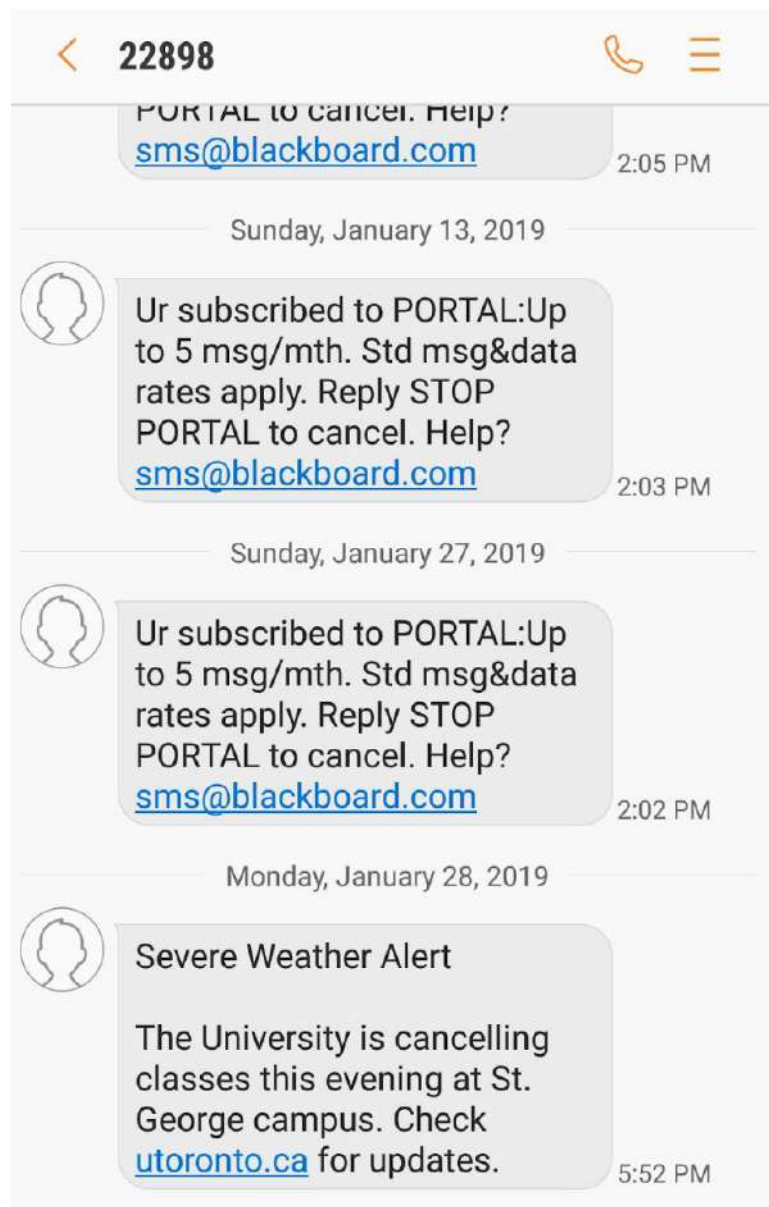 22898
PORTAL to cancel. Help?
sms@blackboard.com
2:05 PM
Sunday, January 13, 2019
Ur subscribed to PORTAL:Up
to 5 msg/mth. Std msg&data
rates apply. Reply STOP
PORTAL to cancel. Help?
sms@blackboard.com
2:03 PM
Sunday, January 27, 2019
Ur subscribed to PORTAL:Up
to 5 msg/mth. Std msg&data
rates apply. Reply STOP
PORTAL to cancel. Help?
sms@blackboard.com
2:02 PM
Monday, January 28, 2019
Severe Weather Alert
The University is cancelling
classes this evening at St.
George campus. Check
utoronto.ca for updates.
5:52 PM